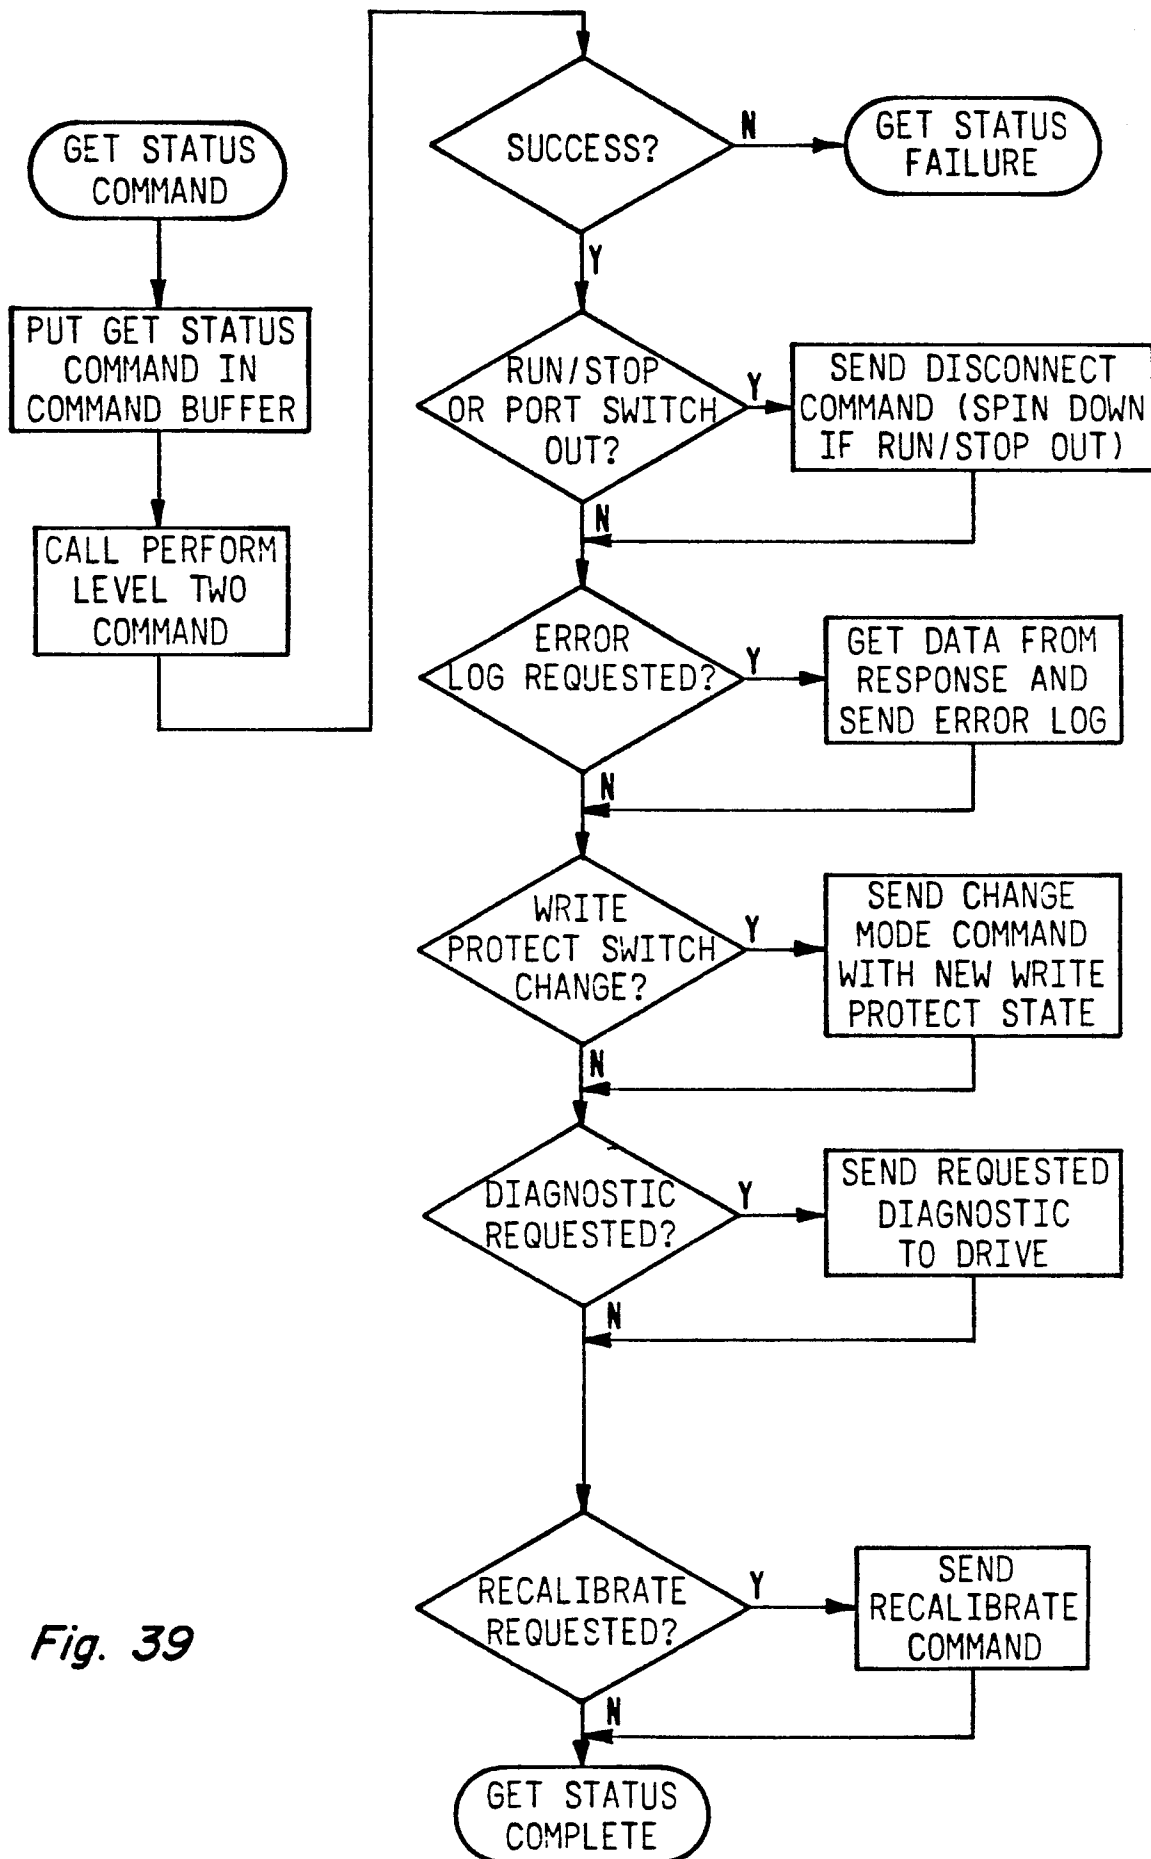 GET STATUS
COMMAND
PUT GET STATUS
COMMAND IN
COMMAND BUFFER
CALL PERFORM
LEVEL TWO
COMMAND
SUCCESS?
N
GET STATUS
FAILURE
Y
RUN/STOP
OR PORT SWITCH
OUT?
Y
SEND DISCONNECT
COMMAND (SPIN DOWN
IF RUN/STOP OUT)
N
ERROR
LOG REQUESTED?
Y
GET DATA FROM
RESPONSE AND
SEND ERROR LOG
N
WRITE
PROTECT SWITCH
CHANGE?
Y
SEND CHANGE
MODE COMMAND
WITH NEW WRITE
PROTECT STATE
N
DIAGNOSTIC
REQUESTED?
Y
SEND REQUESTED
DIAGNOSTIC
TO DRIVE
N
RECALIBRATE
REQUESTED?
Y
SEND
RECALIBRATE
COMMAND
N
GET STATUS
COMPLETE
Fig. 39